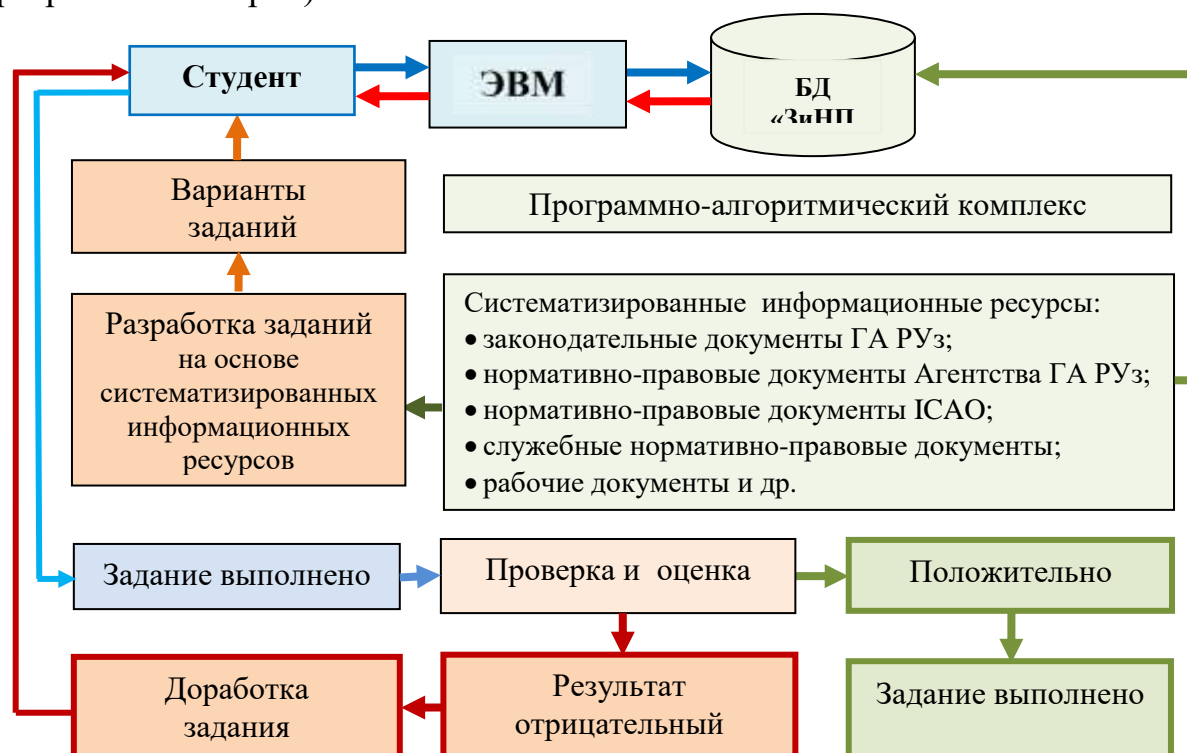 Студент
ЭВМ
БД
«ЗиНП
Варианты
заданий
Программно-алгоритмический комплекс
Разработка заданий
на основе
систематизированных
информационных
ресурсов
Систематизированные информационные ресурсы:
• законодательные документы ГА РУз;
• нормативно-правовые документы Агентства ГА РУз;
• нормативно-правовые документы ICAO;
• служебные нормативно-правовые документы;
• рабочие документы и др.
Задание выполнено
Проверка и оценка
Положительно
Доработка
задания
Результат
отрицательный
Задание выполнено